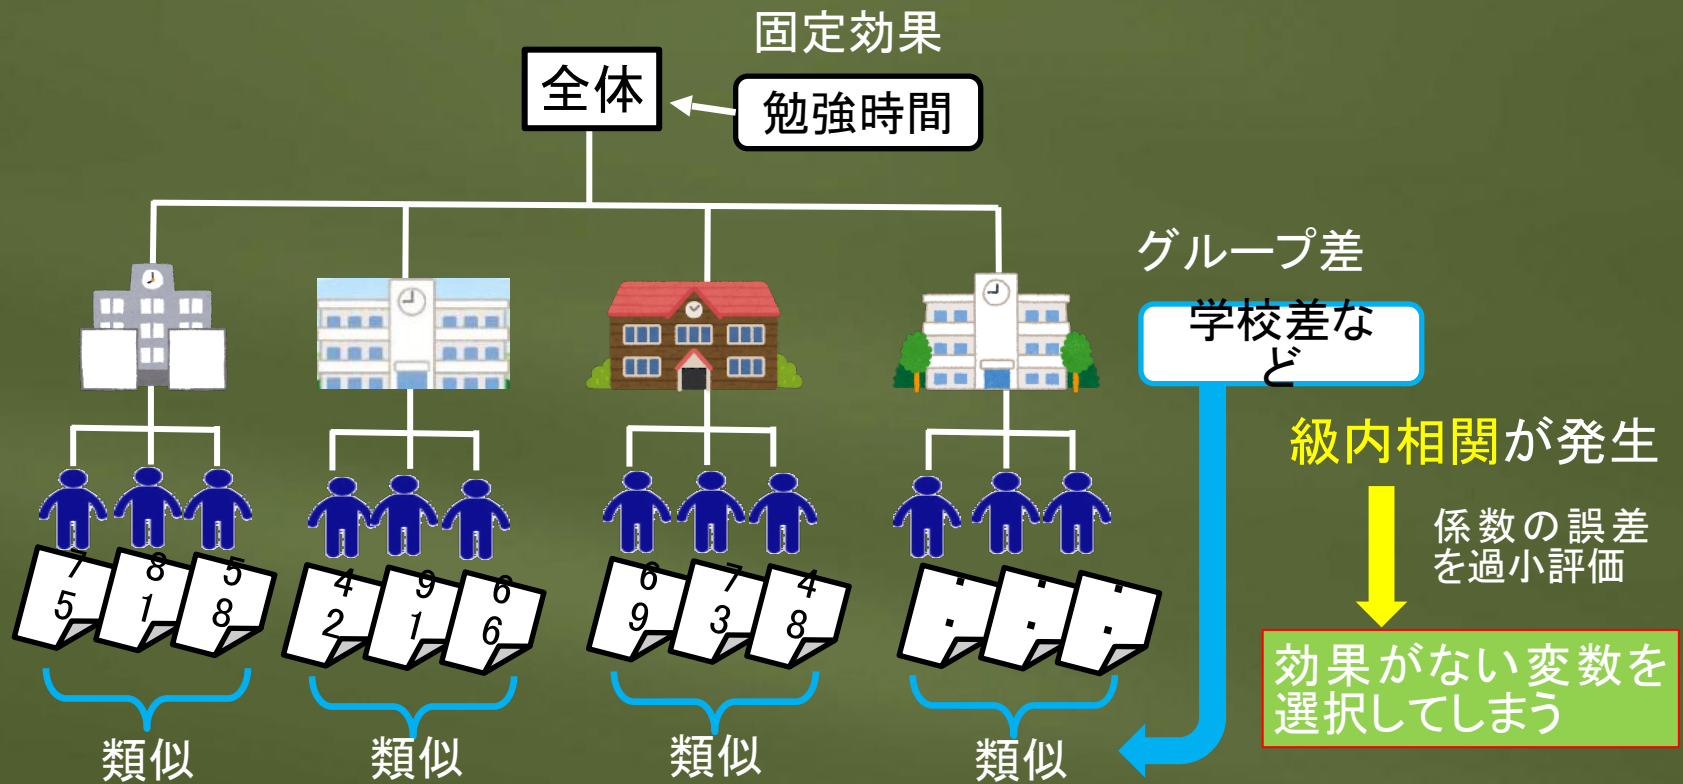 固定効果
全体
勉強時間
グループ差
学校差な
ど
級内相関が発生
係数の誤差
を過小評価
効果がない変数を
選択してしまう
7
5
8
1
5
8
4
2
9
1
6
6
6
9
7
3
4
8
:
:
:
類似
類似
類似
類似